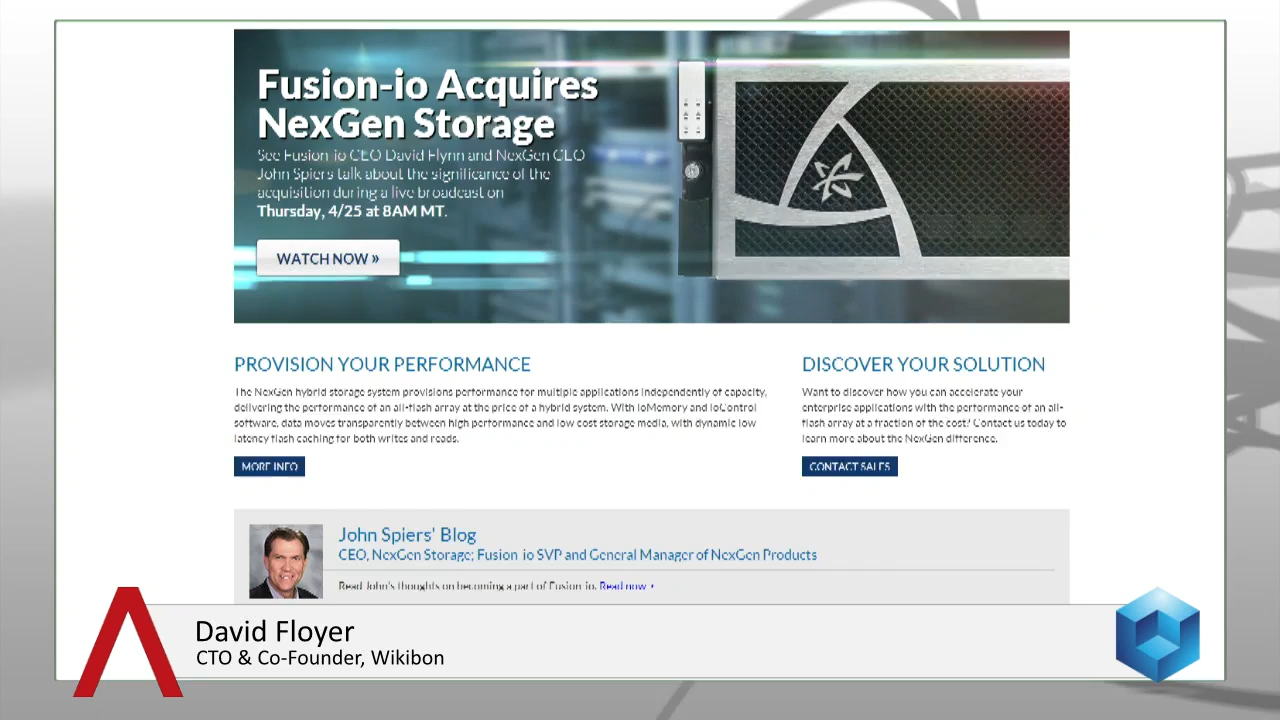 Fusion-io Acquires
NexGen Storage
See Fusion-io CEO David Flynn and NexGen CEO
John Spiers talk about the significance of the
acquisition during a live broadcast on
Thursday, 4/25 at 8AM MT.
WATCH NOW »
PROVISION YOUR PERFORMANCE
The NexGen hybrid storage system provisions performance for multiple applications independently of capacity,
delivering the performance of an all-flash array at the price of a hybrid system. With ioMemory and ioControl
software, data moves transparently between high performance and low cost storage media, with dynamic low
latency flash caching for both writes and reads.
MORE INFO
DISCOVER YOUR SOLUTION
Want to discover how you can accelerate your
enterprise applications with the performance of an all-
flash array at a fraction of the cost? Contact us today to
learn more about the NexGen difference.
CONTACT SALES
John Spiers' Blog
CEO, NexGen Storage; Fusion-io SVP and General Manager of NexGen Products
Read John's thoughts on becoming a part of Fusion-io. Read now ›
David Floyer
CTO & Co-Founder, Wikibon